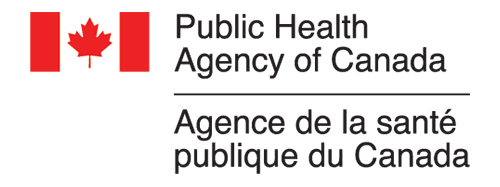 Public Health
Agency of Canada
Agence de la santé
publique du Canada